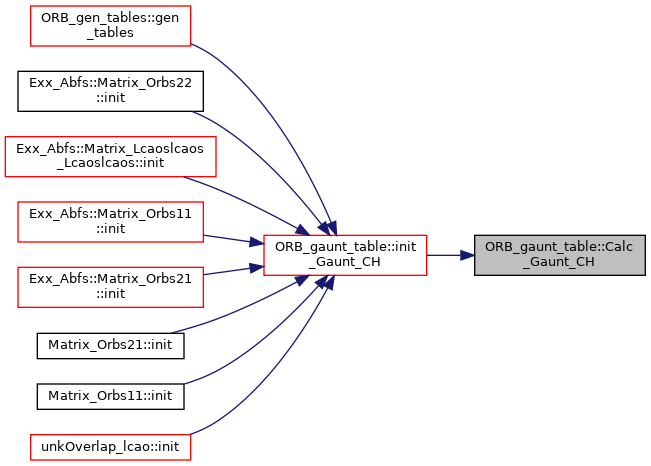 ORB_gen_tables::gen
_tables
Exx_Abfs::Matrix_Orbs22
::init
Exx_Abfs::Matrix_Lcaoslcaos
_Lcaoslcaos::init
Exx_Abfs::Matrix_Orbs11
::init
Exx_Abfs::Matrix_Orbs21
::init
Matrix_Orbs21::init
Matrix_Orbs11::init
unkOverlap_lcao::init
ORB_gaunt_table::init
_Gaunt_CH
ORB_gaunt_table::Calc
_Gaunt_CH